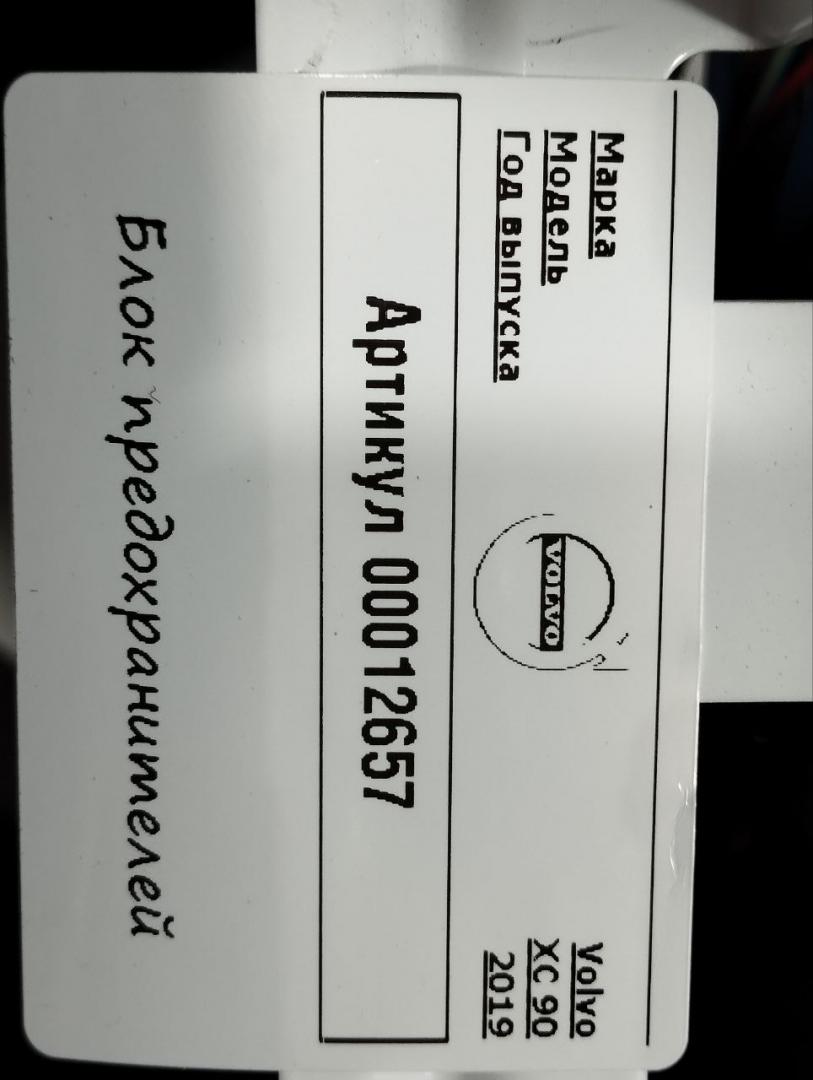 Марка Volvo
Модель XC 90
Год выпуска 2019
VOLVO
Артикул 00012657
Блок предохранителей